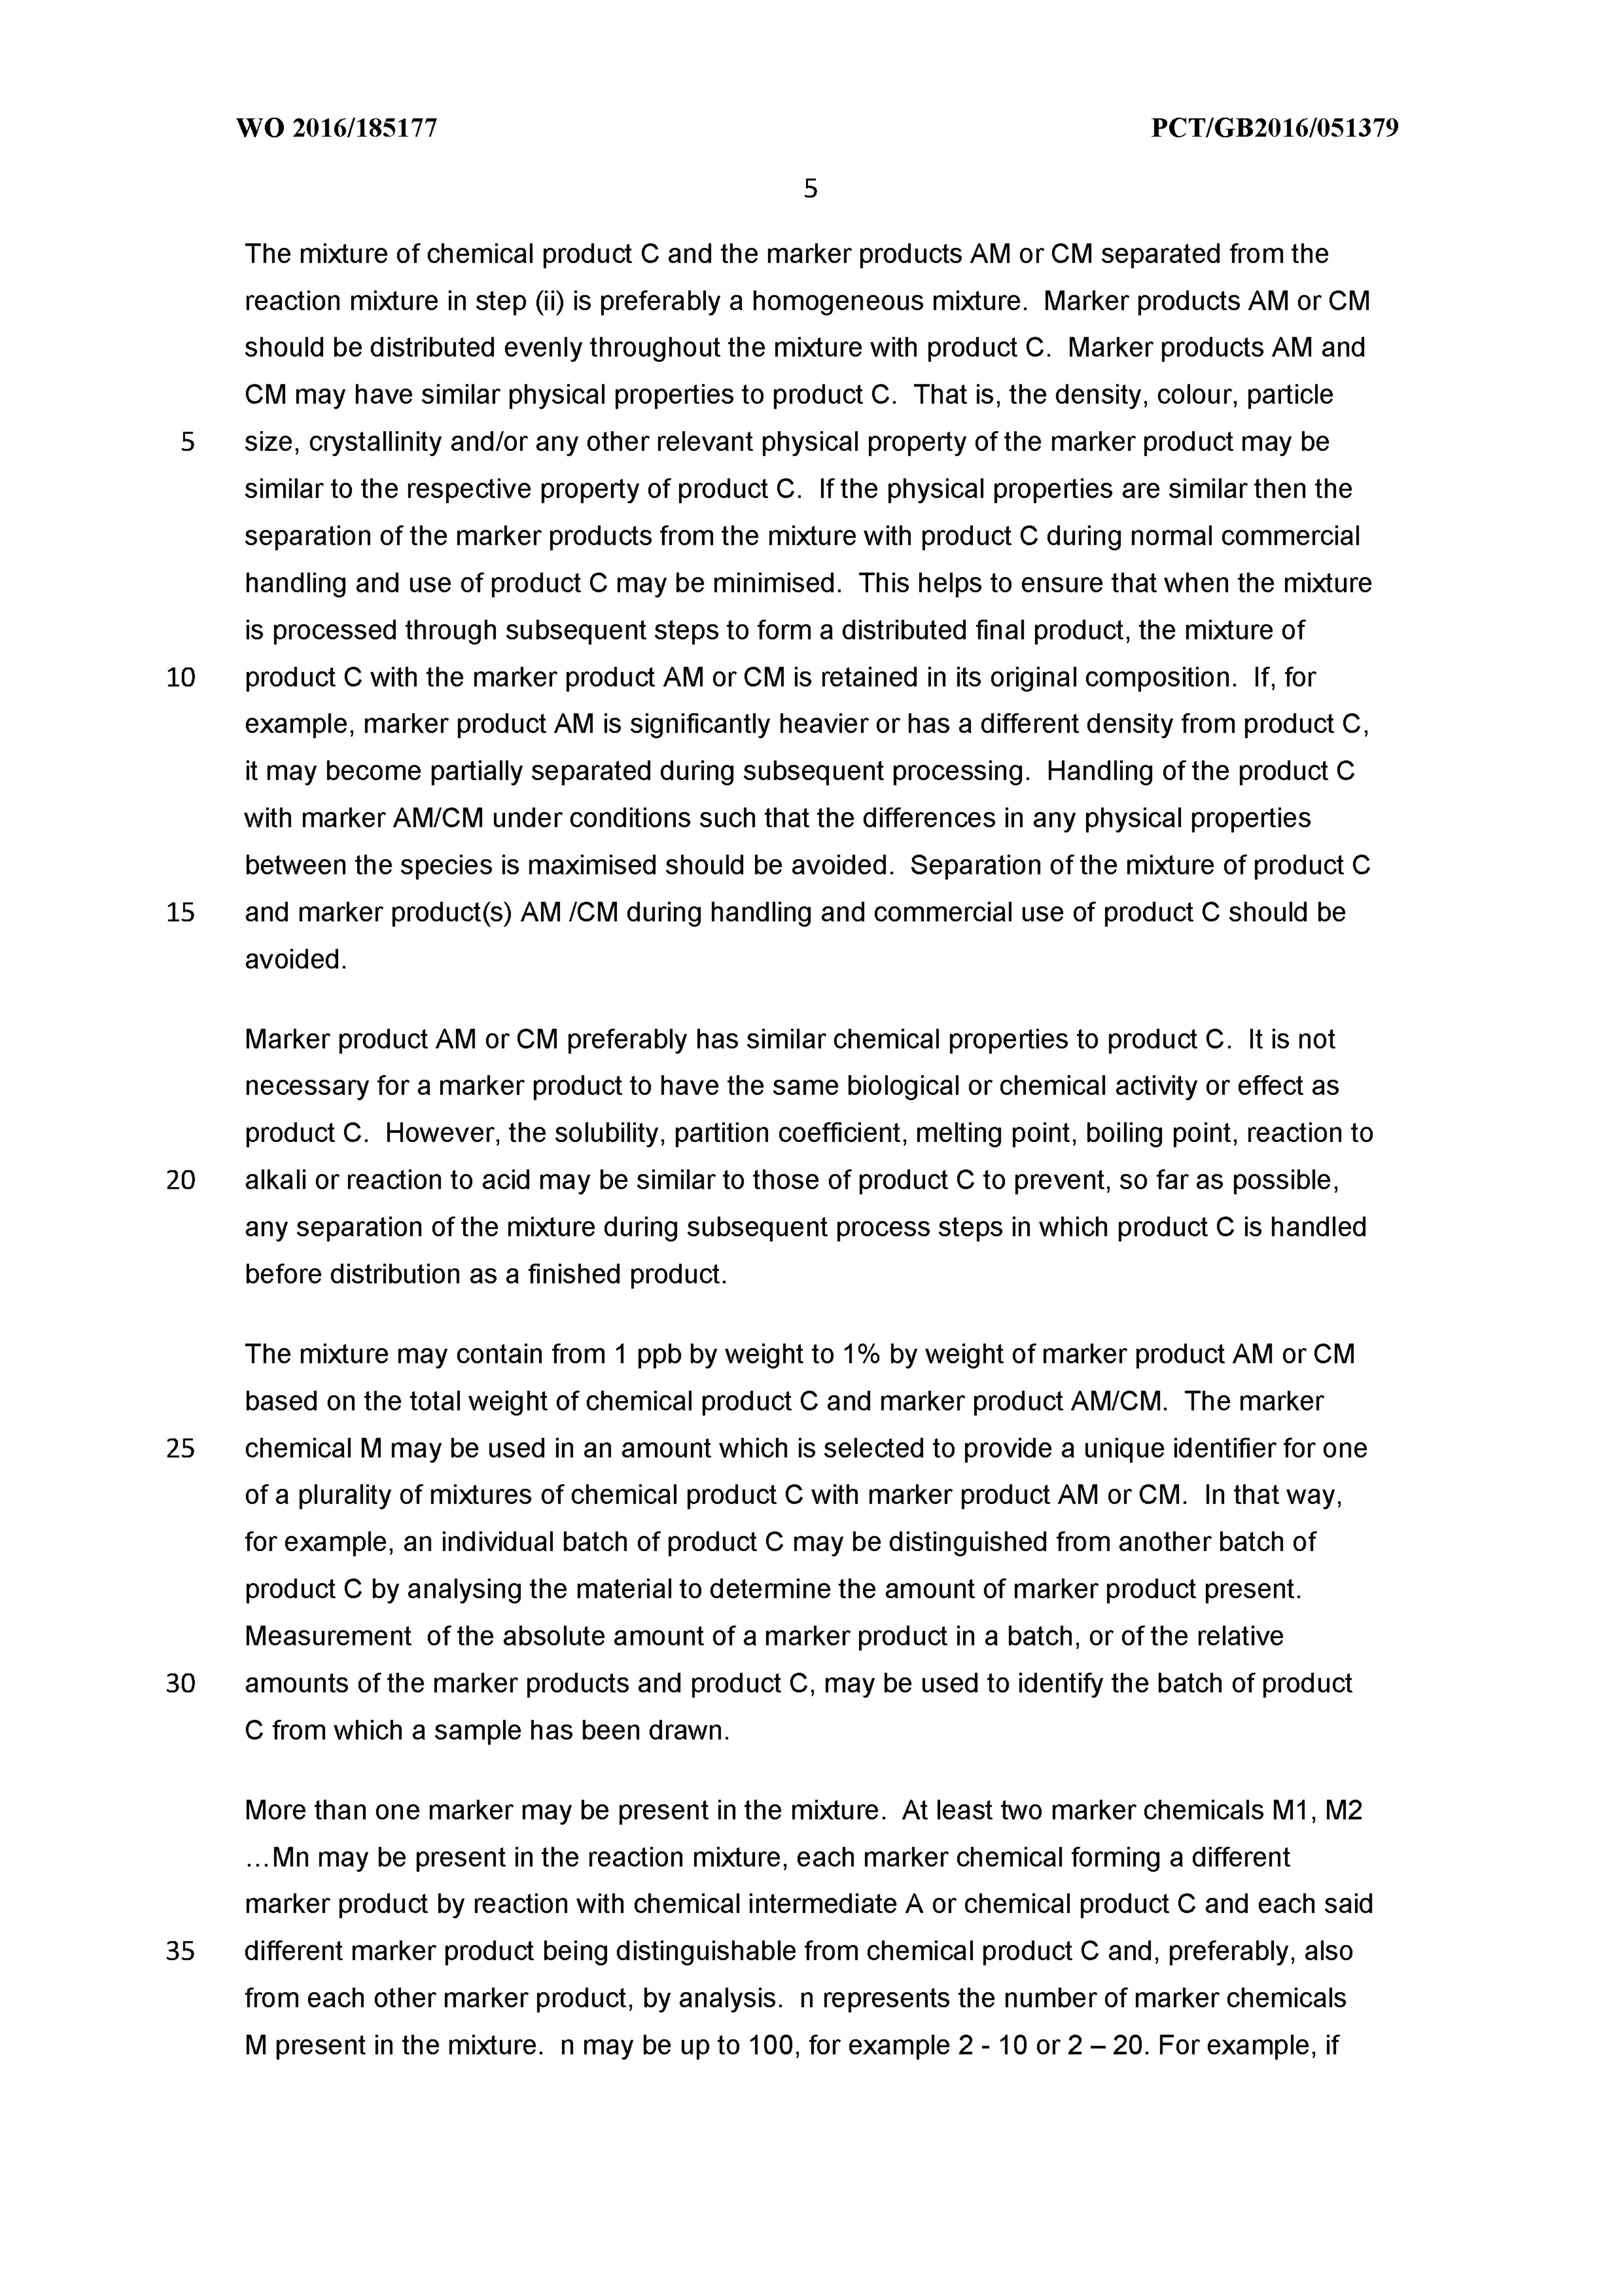 WO 2016/185177 PCT/GB2016/051379
5
The mixture of chemical product C and the marker products AM or CM separated from the
reaction mixture in step (ii) is preferably a homogeneous mixture. Marker products AM or CM
should be distributed evenly throughout the mixture with product C. Marker products AM and
CM may have similar physical properties to product C. That is, the density, colour, particle
5 size, crystallinity and/or any other relevant physical property of the marker product may be
similar to the respective property of product C. If the physical properties are similar then the
separation of the marker products from the mixture with product C during normal commercial
handling and use of product C may be minimised. This helps to ensure that when the mixture
is processed through subsequent steps to form a distributed final product, the mixture of
10 product C with the marker product AM or CM is retained in its original composition. If, for
example, marker product AM is significantly heavier or has a different density from product C,
it may become partially separated during subsequent processing. Handling of the product C
with marker AM/CM under conditions such that the differences in any physical properties
between the species is maximised should be avoided. Separation of the mixture of product C
15 and marker product(s) AM /CM during handling and commercial use of product C should be
avoided.
Marker product AM or CM preferably has similar chemical properties to product C. It is not
necessary for a marker product to have the same biological or chemical activity or effect as
product C. However, the solubility, partition coefficient, melting point, boiling point, reaction to
20 alkali or reaction to acid may be similar to those of product C to prevent, so far as possible,
any separation of the mixture during subsequent process steps in which product C is handled
before distribution as a finished product.
The mixture may contain from 1 ppb by weight to 1% by weight of marker product AM or CM
based on the total weight of chemical product C and marker product AM/CM. The marker
25 chemical M may be used in an amount which is selected to provide a unique identifier for one
of a plurality of mixtures of chemical product C with marker product AM or CM. In that way,
for example, an individual batch of product C may be distinguished from another batch of
product C by analysing the material to determine the amount of marker product present.
Measurement of the absolute amount of a marker product in a batch, or of the relative
30 amounts of the marker products and product C, may be used to identify the batch of product
C from which a sample has been drawn.
More than one marker may be present in the mixture. At least two marker chemicals M1, M2
...Mn may be present in the reaction mixture, each marker chemical forming a different
marker product by reaction with chemical intermediate A or chemical product C and each said
35 different marker product being distinguishable from chemical product C and, preferably, also
from each other marker product, by analysis. n represents the number of marker chemicals
M present in the mixture. n may be up to 100, for example 2 - 10 or 2 – 20. For example, if